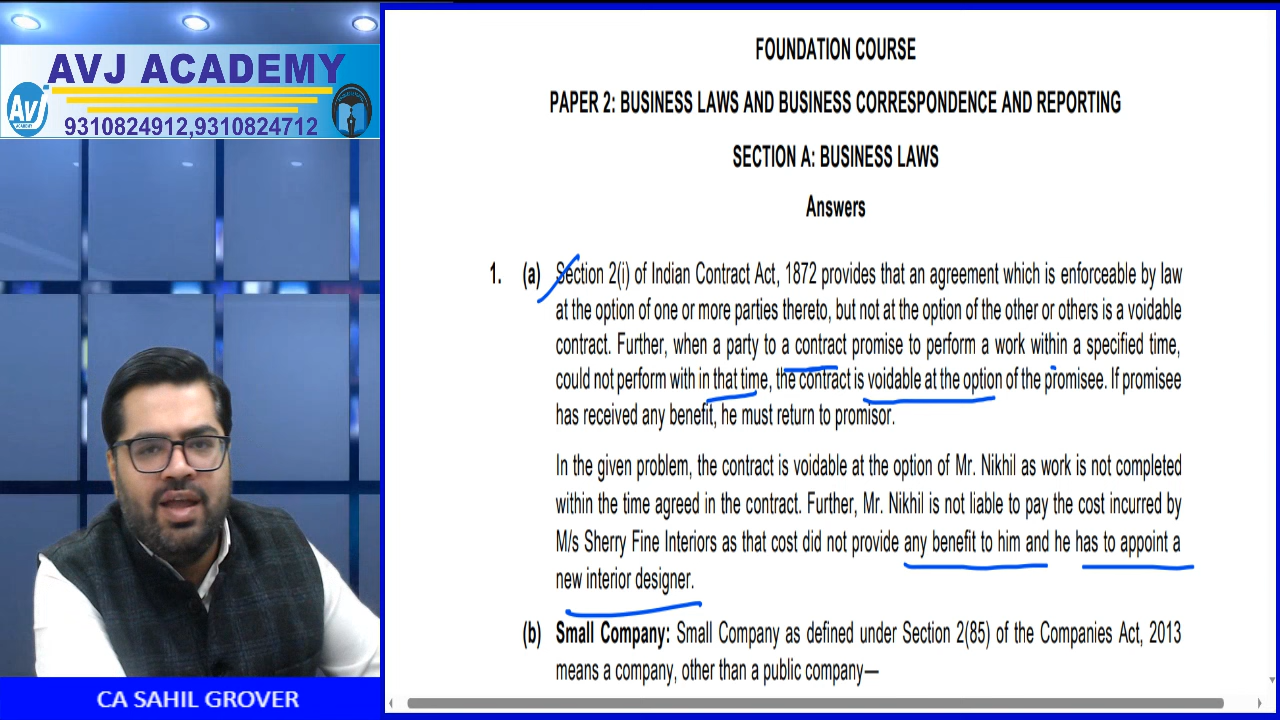 AVJ ACADEMY
AVJ
ACADEMY
9310824912,9310824712
FOUNDATION COURSE
PAPER 2: BUSINESS LAWS AND BUSINESS CORRESPONDENCE AND REPORTING
SECTION A: BUSINESS LAWS
Answers
1. (a) Section 2(i) of Indian Contract Act, 1872 provides that an agreement which is enforceable by law
at the option of one or more parties thereto, but not at the option of the other or others is a voidable
contract. Further, when a party to a contract promise to perform a work within a specified time,
could not perform with in that time, the contract is voidable at the option of the promisee. If promisee
has received any benefit, he must return to promisor.
In the given problem, the contract is voidable at the option of Mr. Nikhil as work is not completed
within the time agreed in the contract. Further, Mr. Nikhil is not liable to pay the cost incurred by
M/s Sherry Fine Interiors as that cost did not provide any benefit to him and he has to appoint a
new interior designer.
(b) Small Company: Small Company as defined under Section 2(85) of the Companies Act, 2013
means a company, other than a public company—
CA SAHIL GROVER